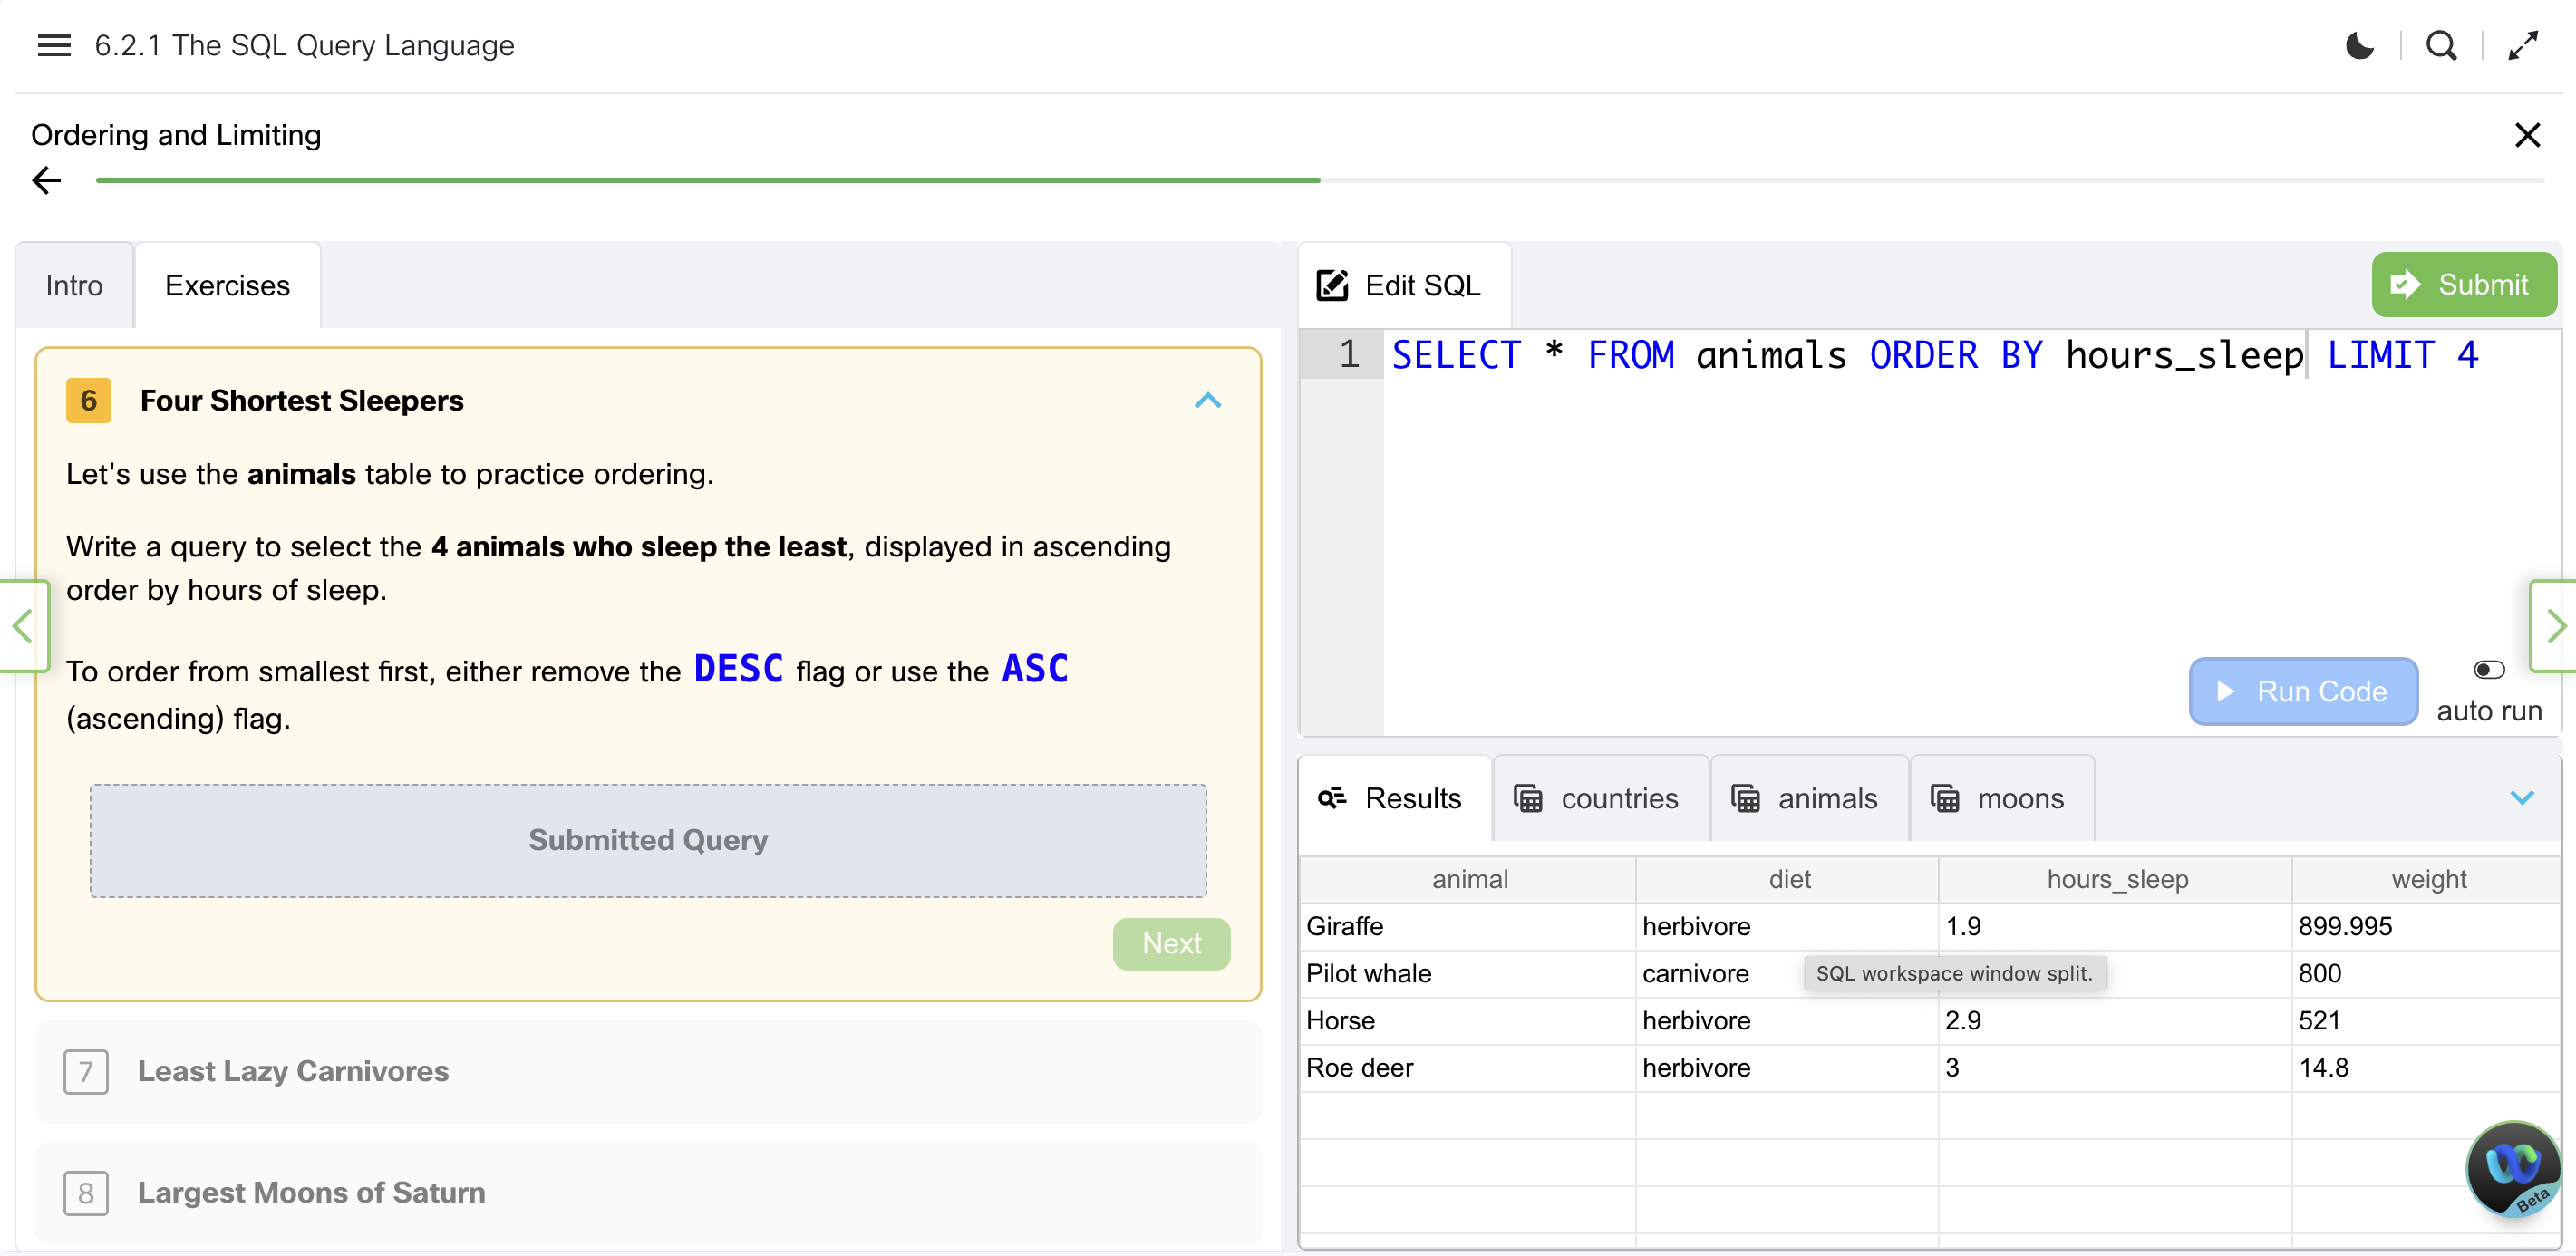 6.2.1 The SQL Query Language
Ordering and Limiting
Intro
Exercises
6 Four Shortest Sleepers
Let's use the animals table to practice ordering.
Write a query to select the 4 animals who sleep the least, displayed in ascending
order by hours of sleep.
To order from smallest first, either remove the DESC flag or use the ASC
(ascending) flag.
Submitted Query
Next
7 Least Lazy Carnivores
8 Largest Moons of Saturn
Edit SQL
Submit
1 SELECT * FROM animals ORDER BY hours_sleep LIMIT 4
Run Code
auto run
Results countries animals moons
animal diet hours_sleep weight
Giraffe herbivore 1.9 899.995
Pilot whale carnivore 800
SQL workspace window split.
Horse herbivore 2.9 521
Roe deer herbivore 3 14.8
Beta